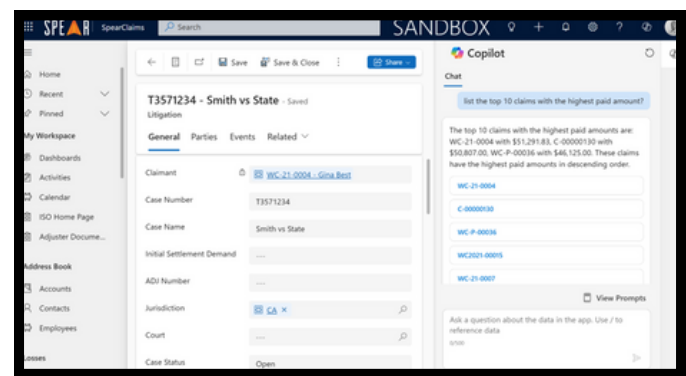 SPEAR SpearClaims Search SANDBOX
Copilot
Save Save & Close Share
Chat
Home
Recent
Pinned
My Workspace
Dashboards
Activities
Calendar
ISO Home Page
Adjuster Docume...
Address Book
Accounts
Contacts
Employees
Losses
T3571234 - Smith vs State - Saved
Litigation
General Parties Events Related
Claimant WC-21-0004 - Gina Best
Case Number T3571234
Case Name Smith vs State
Initial Settlement Demand ----
ADJ Number ----
Jurisdiction CA ×
Court ----
Case Status Open
list the top 10 claims with the highest paid amount?
The top 10 claims with the highest paid amounts are:
WC-21-0004 with $51,291.83, C-00000130 with
$50,807.00, WC-P-00036 with $46,125.00. These claims
have the highest paid amounts in descending order.
WC-21-0004
C-00000130
WC-P-00036
WC2021-00015
WC-21-0007
View Prompts
Ask a question about the data in the app. Use / to
reference data
0/500